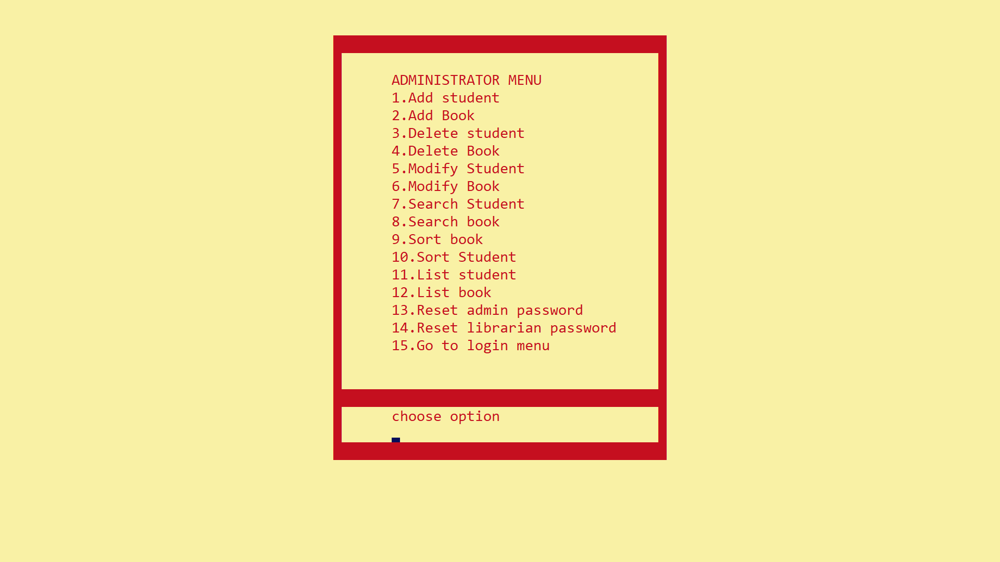 ADMINISTRATOR MENU
1.Add student
2.Add Book
3.Delete student
4.Delete Book
5.Modify Student
6.Modify Book
7.Search Student
8.Search book
9.Sort book
10.Sort Student
11.List student
12.List book
13.Reset admin password
14.Reset librarian password
15.Go to login menu
choose option